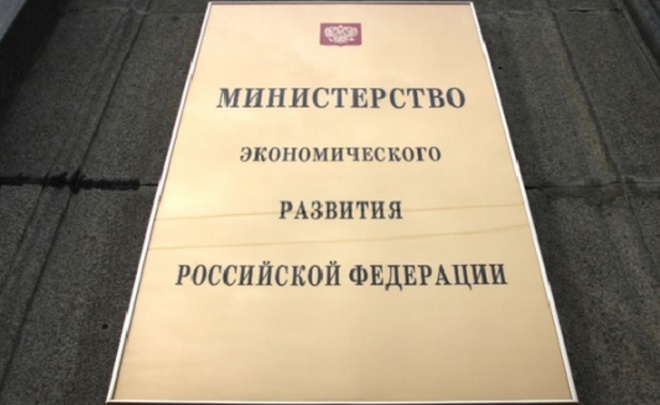 МИНИСТЕРСТВО
ЭКОНОМИЧЕСКОГО
РАЗВИТИЯ
РОССИЙСКОЙ ФЕДЕРАЦИИ